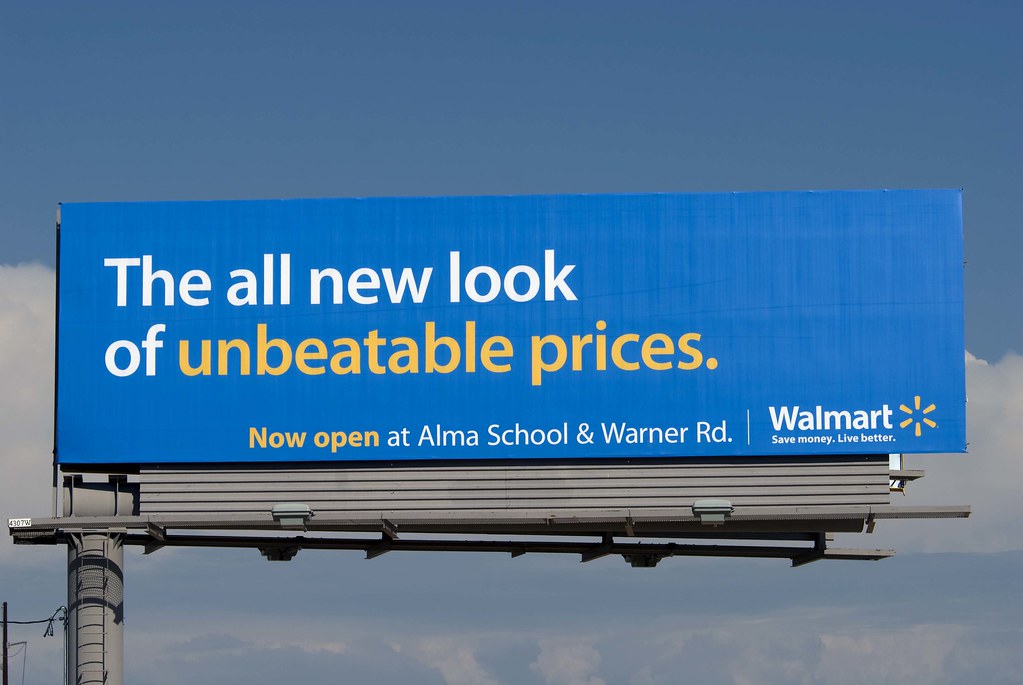 The all new look
of unbeatable prices.
Now open at Alma School & Warner Rd.
Walmart
Save money. Live better.
4307W